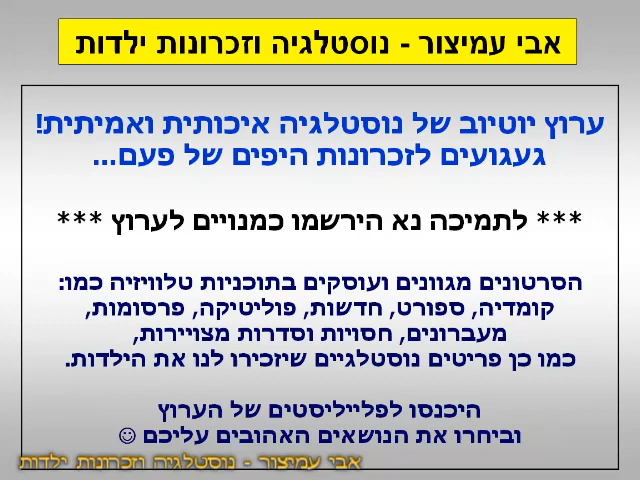 אבי עמיצור - נוסטלגיה וזכרונות ילדות
ערוץ יוטיוב של נוסטלגיה איכותית ואמיתית!
געגועים לזכרונות היפים של פעם...
*** לתמיכה נא הירשמו כמנויים לערוץ ***
הסרטונים מגוונים ועוסקים בתוכניות טלוויזיה כמו:
קומדיה, ספורט, חדשות, פוליטיקה, פרסומות,
מעברונים, חסויות וסדרות מצויירות,
כמו כן פריטים נוסטלגיים שיזכירו לנו את הילדות.
היכנסו לפלייליסטים של הערוץ
וביחרו את הנושאים האהובים עליכם ☺
אבי עמיצור - נוסטלגיה וזכרונות ילדות